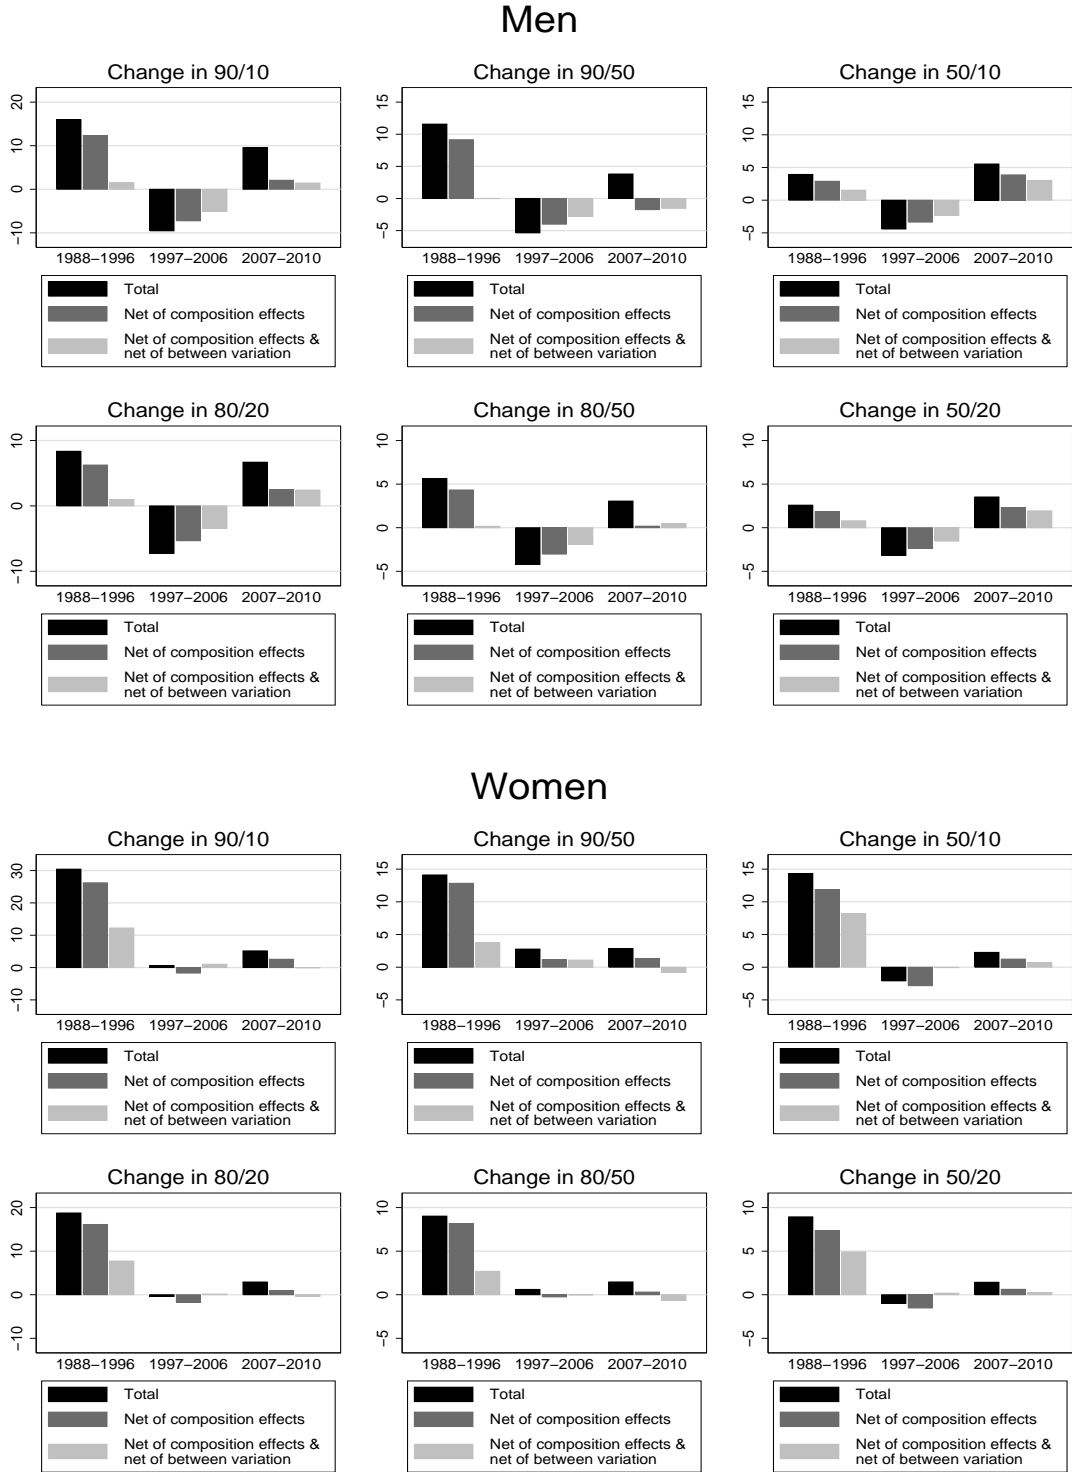 Men
Change in 90/10
20
10
0
−10
1988−1996 1997−2006 2007−2010
Total
Net of composition effects
Net of composition effects &
net of between variation
Change in 90/50
15
10
5
0
−5
1988−1996 1997−2006 2007−2010
Total
Net of composition effects
Net of composition effects &
net of between variation
Change in 50/10
15
10
5
0
−5
1988−1996 1997−2006 2007−2010
Total
Net of composition effects
Net of composition effects &
net of between variation
Change in 80/20
10
0
−10
1988−1996 1997−2006 2007−2010
Total
Net of composition effects
Net of composition effects &
net of between variation
Change in 80/50
10
5
0
−5
1988−1996 1997−2006 2007−2010
Total
Net of composition effects
Net of composition effects &
net of between variation
Change in 50/20
10
5
0
−5
1988−1996 1997−2006 2007−2010
Total
Net of composition effects
Net of composition effects &
net of between variation
Women
Change in 90/10
30
20
10
0
−10
1988−1996 1997−2006 2007−2010
Total
Net of composition effects
Net of composition effects &
net of between variation
Change in 90/50
15
10
5
0
−5
1988−1996 1997−2006 2007−2010
Total
Net of composition effects
Net of composition effects &
net of between variation
Change in 50/10
15
10
5
0
−5
1988−1996 1997−2006 2007−2010
Total
Net of composition effects
Net of composition effects &
net of between variation
Change in 80/20
20
10
0
−10
1988−1996 1997−2006 2007−2010
Total
Net of composition effects
Net of composition effects &
net of between variation
Change in 80/50
10
5
0
−5
1988−1996 1997−2006 2007−2010
Total
Net of composition effects
Net of composition effects &
net of between variation
Change in 50/20
10
5
0
−5
1988−1996 1997−2006 2007−2010
Total
Net of composition effects
Net of composition effects &
net of between variation